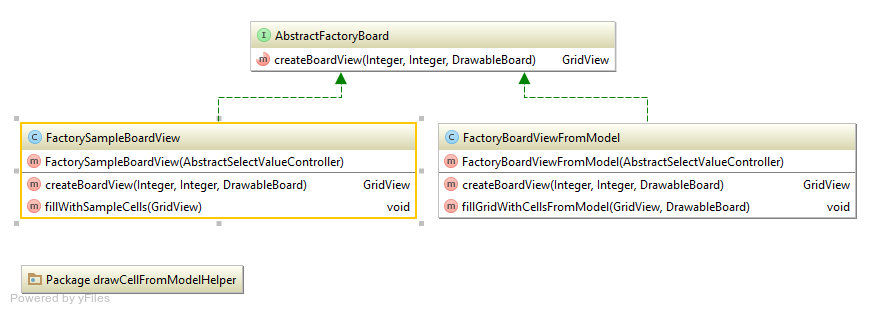 I AbstractFactoryBoard
m createBoardView(Integer, Integer, DrawableBoard) GridView
C FactorySampleBoardView
m FactorySampleBoardView(AbstractSelectValueController)
m createBoardView(Integer, Integer, DrawableBoard) GridView
m fillWithSampleCells(GridView) void
C FactoryBoardViewFromModel
m FactoryBoardViewFromModel(AbstractSelectValueController)
m createBoardView(Integer, Integer, DrawableBoard) GridView
m fillGridWithCellsFromModel(GridView, DrawableBoard) void
Package drawCellFromModelHelper
Powered by yFiles